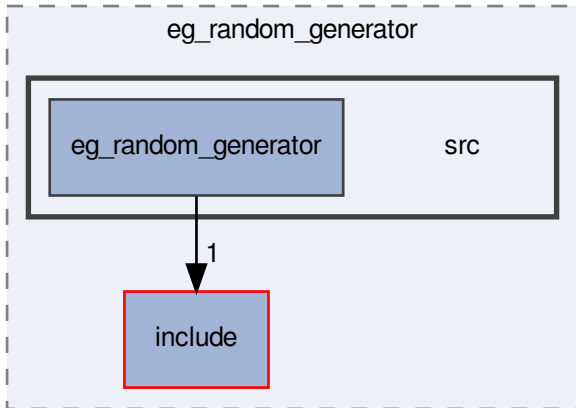 eg_random_generator
eg_random_generator
src
1
include